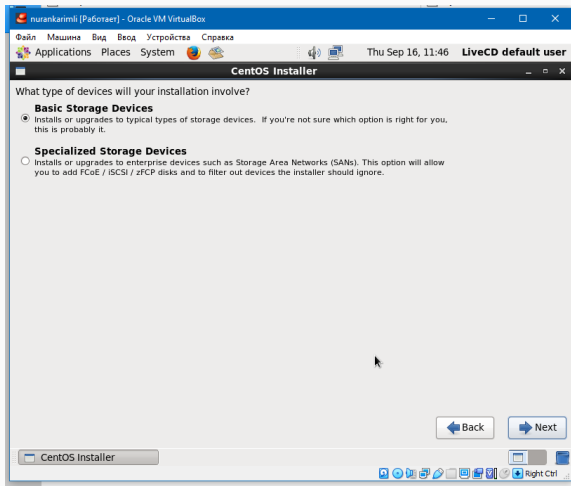 nurankarimli [Работает] - Oracle VM VirtualBox
Файл Машина Вид Ввод Устройства Справка
Applications Places System Thu Sep 16, 11:46 LiveCD default user
CentOS Installer
What type of devices will your installation involve?
Basic Storage Devices
Installs or upgrades to typical types of storage devices. If you're not sure which option is right for you,
this is probably it.
Specialized Storage Devices
Installs or upgrades to enterprise devices such as Storage Area Networks (SANs). This option will allow
you to add FCoE / iSCSI / zFCP disks and to filter out devices the installer should ignore.
Back Next
CentOS Installer
Right Ctrl